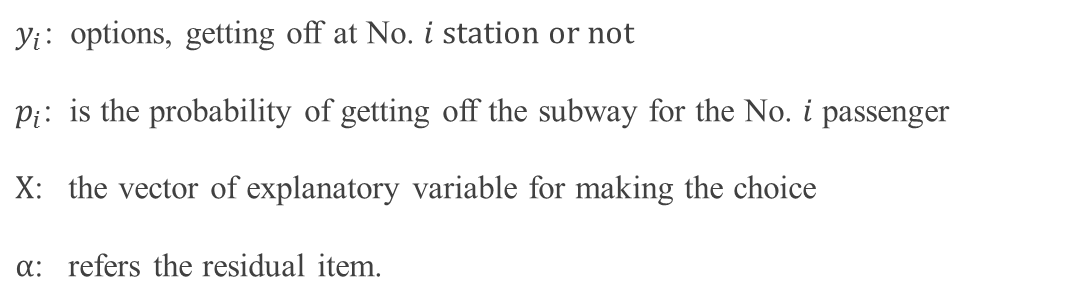 yᵢ: options, getting off at No. i station or not
pᵢ: is the probability of getting off the subway for the No. i passenger
X: the vector of explanatory variable for making the choice
α: refers the residual item.